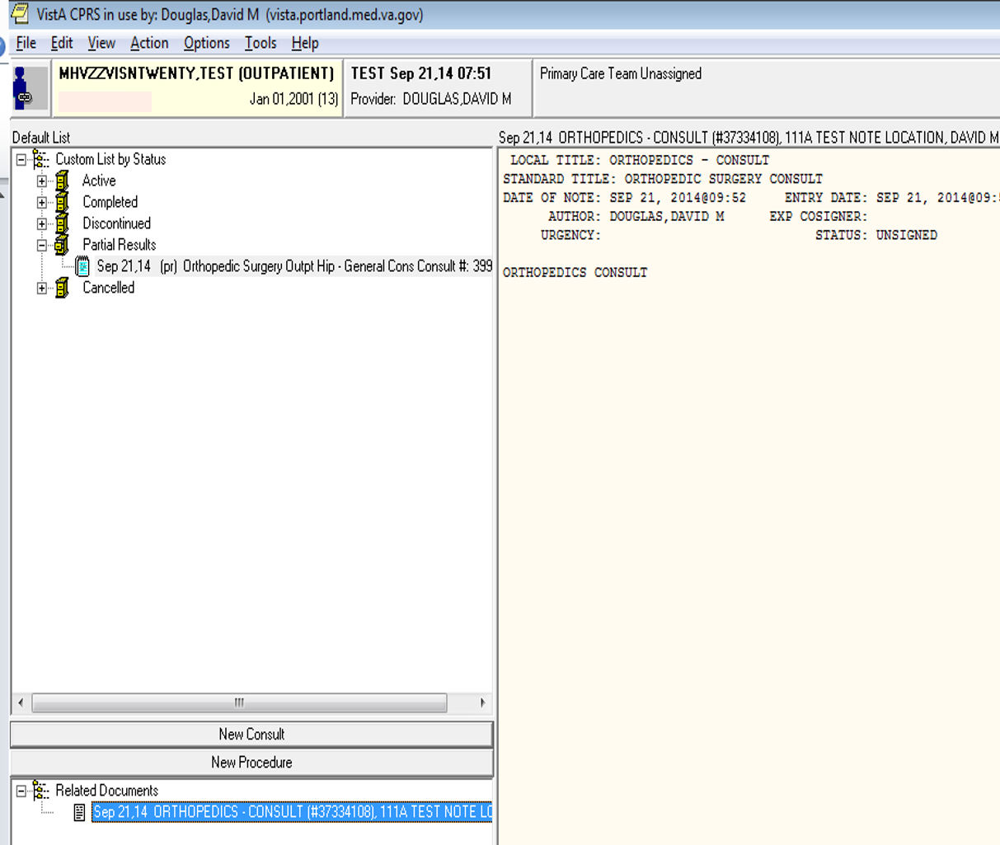 VistA CPRS in use by: Douglas,David M (vista.portland.med.va.gov)
File Edit View Action Options Tools Help
MHVZZVISNTWENTY,TEST (OUTPATIENT)
Jan 01,2001 (13)
TEST Sep 21,14 07:51
Provider: DOUGLAS,DAVID M
Primary Care Team Unassigned
Default List
Custom List by Status
Active
Completed
Discontinued
Partial Results
Sep 21,14 (pr) Orthopedic Surgery Outpt Hip - General Cons Consult #: 399
Cancelled
New Consult
New Procedure
Related Documents
Sep 21,14 ORTHOPEDICS - CONSULT (#37334108), 111A TEST NOTE LO
Sep 21,14 ORTHOPEDICS - CONSULT (#37334108), 111A TEST NOTE LOCATION, DAVID M
LOCAL TITLE: ORTHOPEDICS - CONSULT
STANDARD TITLE: ORTHOPEDIC SURGERY CONSULT
DATE OF NOTE: SEP 21, 2014@09:52 ENTRY DATE: SEP 21, 2014@09:
AUTHOR: DOUGLAS,DAVID M EXP COSIGNER:
URGENCY: STATUS: UNSIGNED
ORTHOPEDICS CONSULT